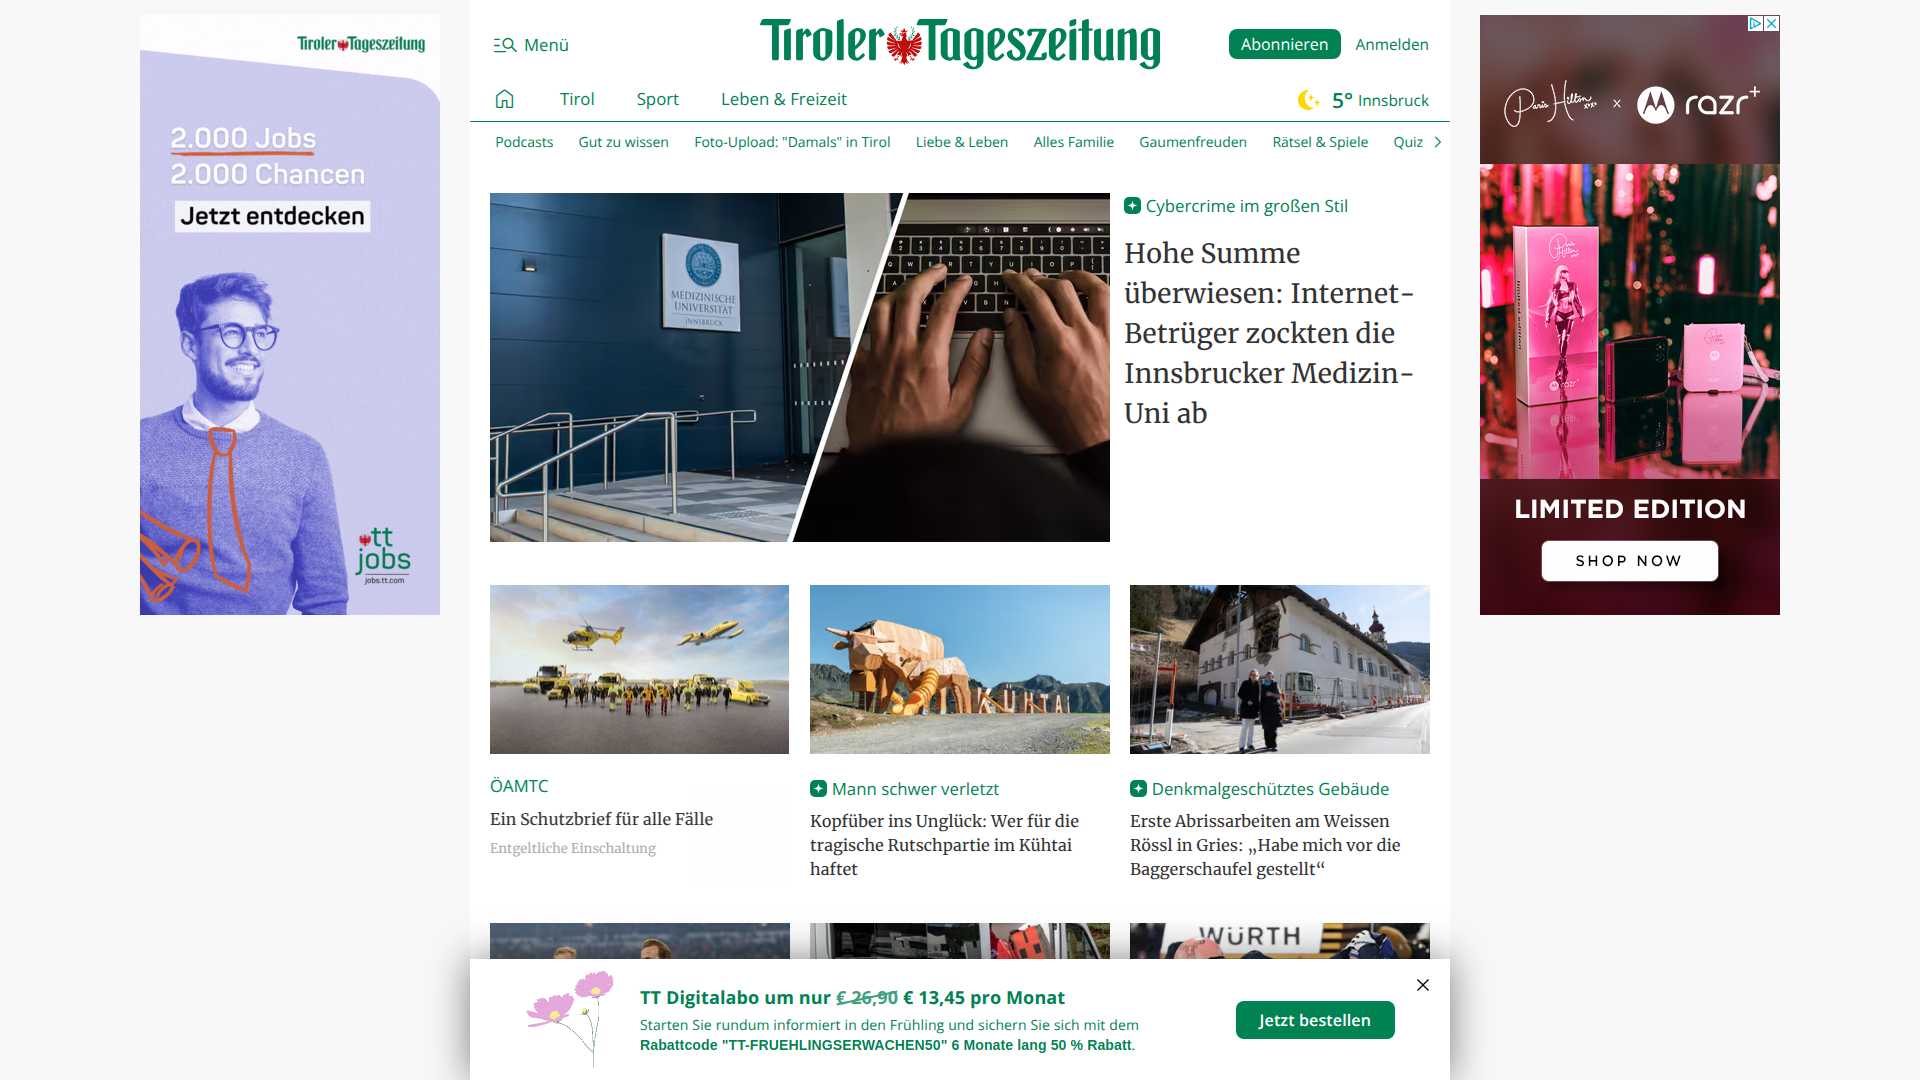 Tiroler Tageszeitung
2.000 Jobs
2.000 Chancen
Jetzt entdecken
tt
jobs
jobs.tt.com
Menü
Tiroler Tageszeitung
Abonnieren
Anmelden
Tirol
Sport
Leben & Freizeit
5° Innsbruck
Podcasts
Gut zu wissen
Foto-Upload: "Damals" in Tirol
Liebe & Leben
Alles Familie
Gaumenfreuden
Rätsel & Spiele
Quiz
MEDIZINISCHE
UNIVERSITÄT
INNSBRUCK
Cybercrime im großen Stil
Hohe Summe
überwiesen: Internet-
Betrüger zockten die
Innsbrucker Medizin-
Uni ab
KÜHTAI
ÖAMTC
Ein Schutzbrief für alle Fälle
Entgeltliche Einschaltung
Mann schwer verletzt
Kopfüber ins Unglück: Wer für die
tragische Rutschpartie im Kühtai
haftet
Denkmalgeschütztes Gebäude
Erste Abrissarbeiten am Weissen
Rössl in Gries: „Habe mich vor die
Baggerschaufel gestellt“
WÜRTH
TT Digitalabo um nur € 26,90 € 13,45 pro Monat
Starten Sie rundum informiert in den Frühling und sichern Sie sich mit dem
Rabattcode "TT-FRUEHLINGSERWACHEN50" 6 Monate lang 50 % Rabatt.
Jetzt bestellen
Paris Hilton x razr+
LIMITED EDITION
SHOP NOW